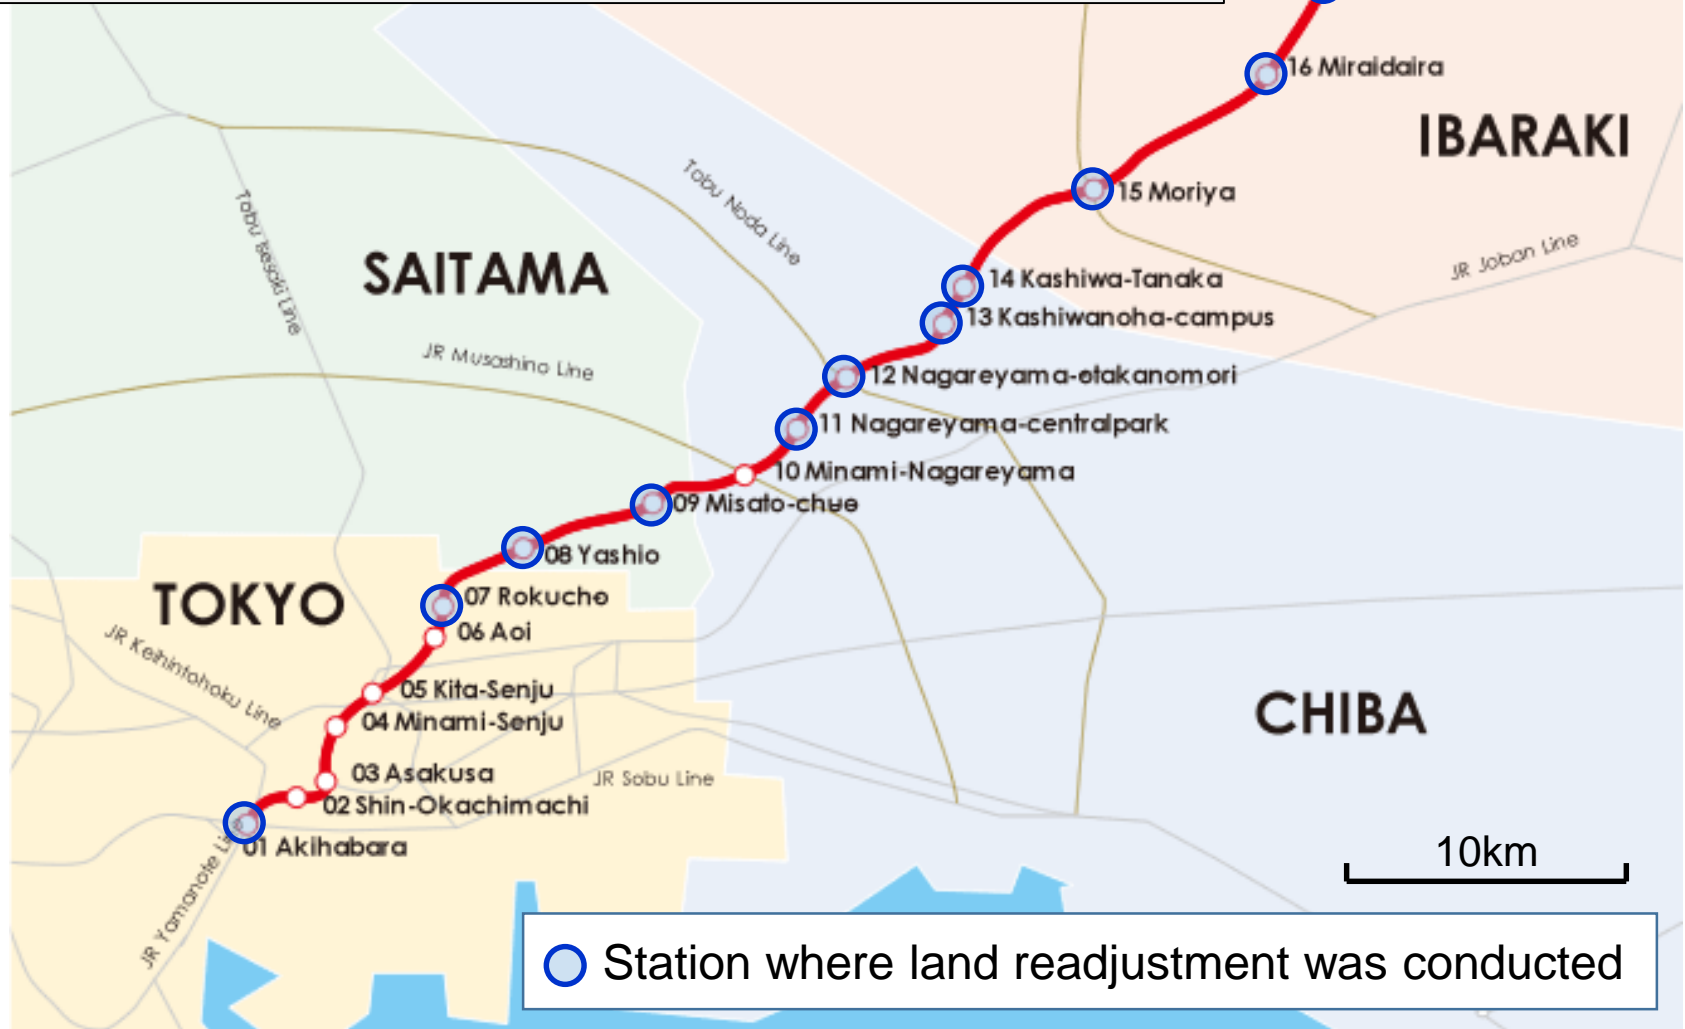 16 Miraidaira
IBARAKI
Tobu Noda Line
15 Moriya
Tobu Isesaki Line
JR Joban Line
SAITAMA
14 Kashiwa-Tanaka
13 Kashiwanoha-campus
JR Musashino Line
12 Nagareyama-otakanomori
11 Nagareyama-centralpark
10 Minami-Nagareyama
09 Misato-chuo
08 Yashio
TOKYO
07 Rokucho
06 Aoi
JR Keihintohoku Line
05 Kita-Senju
04 Minami-Senju
CHIBA
03 Asakusa
JR Sobu Line
02 Shin-Okachimachi
01 Akihabara
10km
JR Yamanote Line
Station where land readjustment was conducted